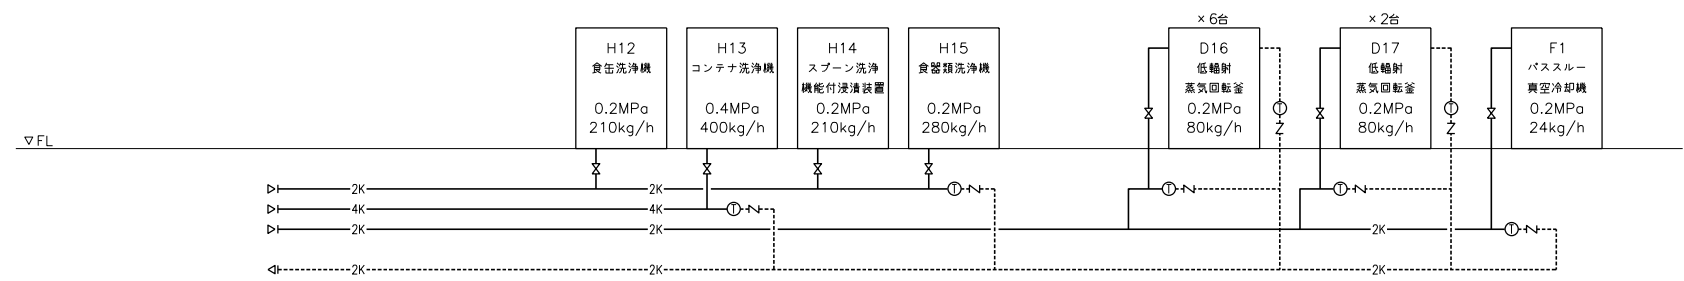 ×6台
×2台
H12
食缶洗浄機
0.2MPa
210kg/h
H13
コンテナ洗浄機
0.4MPa
400kg/h
H14
スプーン洗浄
機能付浸漬装置
0.2MPa
210kg/h
H15
食器類洗浄機
0.2MPa
280kg/h
D16
低輻射
蒸気回転釜
0.2MPa
80kg/h
D17
低輻射
蒸気回転釜
0.2MPa
80kg/h
F1
パススルー
真空冷却機
0.2MPa
24kg/h
▽FL
T
T
2K 2K T T T
4K 4K T
2K 2K 2K T
2K 2K 2K